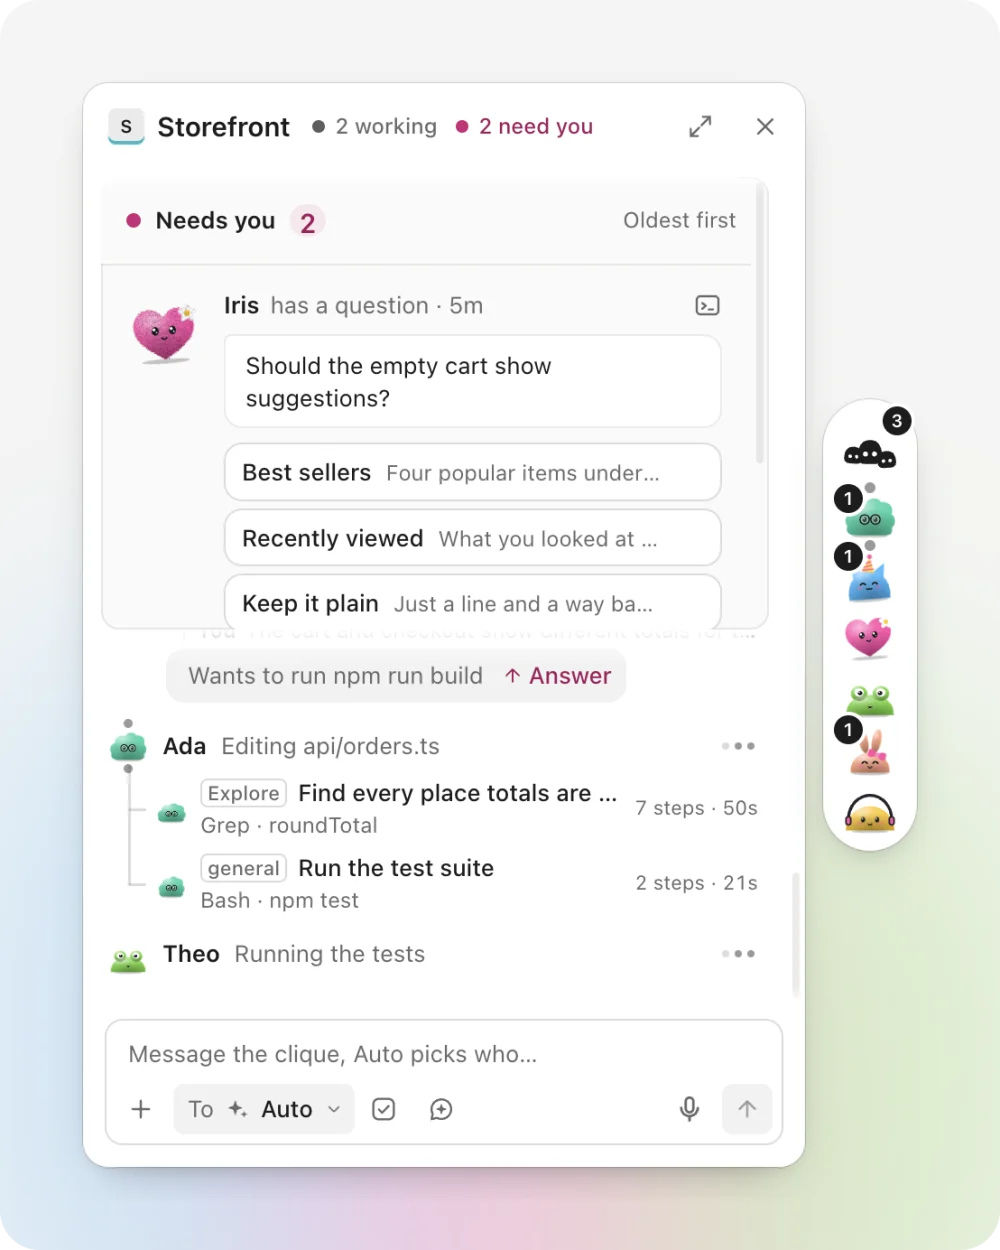 S Storefront 2 working 2 need you
Needs you 2 Oldest first
Iris has a question · 5m
Should the empty cart show
suggestions?
Best sellers Four popular items under...
Recently viewed What you looked at ...
Keep it plain Just a line and a way ba...
Wants to run npm run build ↑ Answer
Ada Editing api/orders.ts
Explore Find every place totals are ... 7 steps · 50s
Grep · roundTotal
general Run the test suite 2 steps · 21s
Bash · npm test
Theo Running the tests
Message the clique, Auto picks who...
To Auto
3
1
1
1